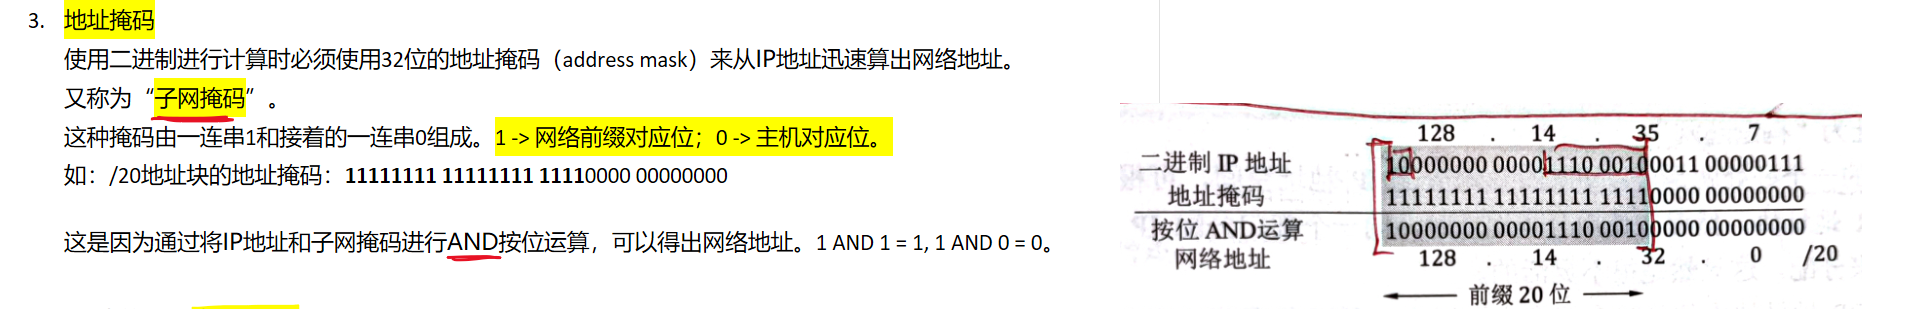 3. 地址掩码
使用二进制进行计算时必须使用32位的地址掩码（address mask）来从IP地址迅速算出网络地址。
又称为“子网掩码”。
这种掩码由一连串1和接着的一连串0组成。1 -> 网络前缀对应位；0 -> 主机对应位。
如：/20地址块的地址掩码：11111111 11111111 11110000 00000000
这是因为通过将IP地址和子网掩码进行AND按位运算，可以得出网络地址。1 AND 1 = 1, 1 AND 0 = 0。
128 . 14 . 35 . 7
二进制 IP 地址 10000000 00001110 00100011 00000111
地址掩码 11111111 11111111 11110000 00000000
按位 AND运算 10000000 00001110 00100000 00000000
网络地址 128 . 14 . 32 . 0 /20
前缀 20 位